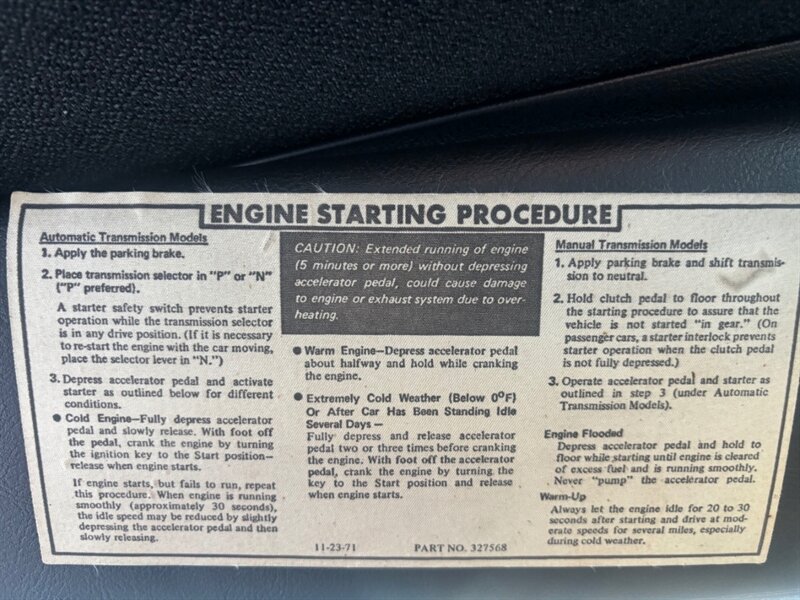 ENGINE STARTING PROCEDURE
Automatic Transmission Models
1. Apply the parking brake.
2. Place transmission selector in "P" or "N"
("P" preferred).
A starter safety switch prevents starter
operation while the transmission selector
is in any drive position. (If it is necessary
to re-start the engine with the car moving,
place the selector lever in "N.")
3. Depress accelerator pedal and activate
starter as outlined below for different
conditions.
● Cold Engine—Fully depress accelerator
pedal and slowly release. With foot off
the pedal, crank the engine by turning
the ignition key to the Start position—
release when engine starts.
If engine starts, but fails to run, repeat
this procedure. When engine is running
smoothly (approximately 30 seconds),
the idle speed may be reduced by slightly
depressing the accelerator pedal and then
slowly releasing.
CAUTION: Extended running of engine
(5 minutes or more) without depressing
accelerator pedal, could cause damage
to engine or exhaust system due to over-
heating.
● Warm Engine—Depress accelerator pedal
about halfway and hold while cranking
the engine.
● Extremely Cold Weather (Below 0°F)
Or After Car Has Been Standing Idle
Several Days —
Fully depress and release accelerator
pedal two or three times before cranking
the engine. With foot off the accelerator
pedal, crank the engine by turning the
key to the Start position and release
when engine starts.
Manual Transmission Models
1. Apply parking brake and shift transmis-
sion to neutral.
2. Hold clutch pedal to floor throughout
the starting procedure to assure that the
vehicle is not started "in gear." (On
passenger cars, a starter interlock prevents
starter operation when the clutch pedal
is not fully depressed.)
3. Operate accelerator pedal and starter as
outlined in step 3 (under Automatic
Transmission Models).
Engine Flooded
Depress accelerator pedal and hold to
floor while starting until engine is cleared
of excess fuel and is running smoothly.
Never "pump" the accelerator pedal.
Warm-Up
Always let the engine idle for 20 to 30
seconds after starting and drive at mod-
erate speeds for several miles, especially
during cold weather.
11-23-71 PART NO. 327568